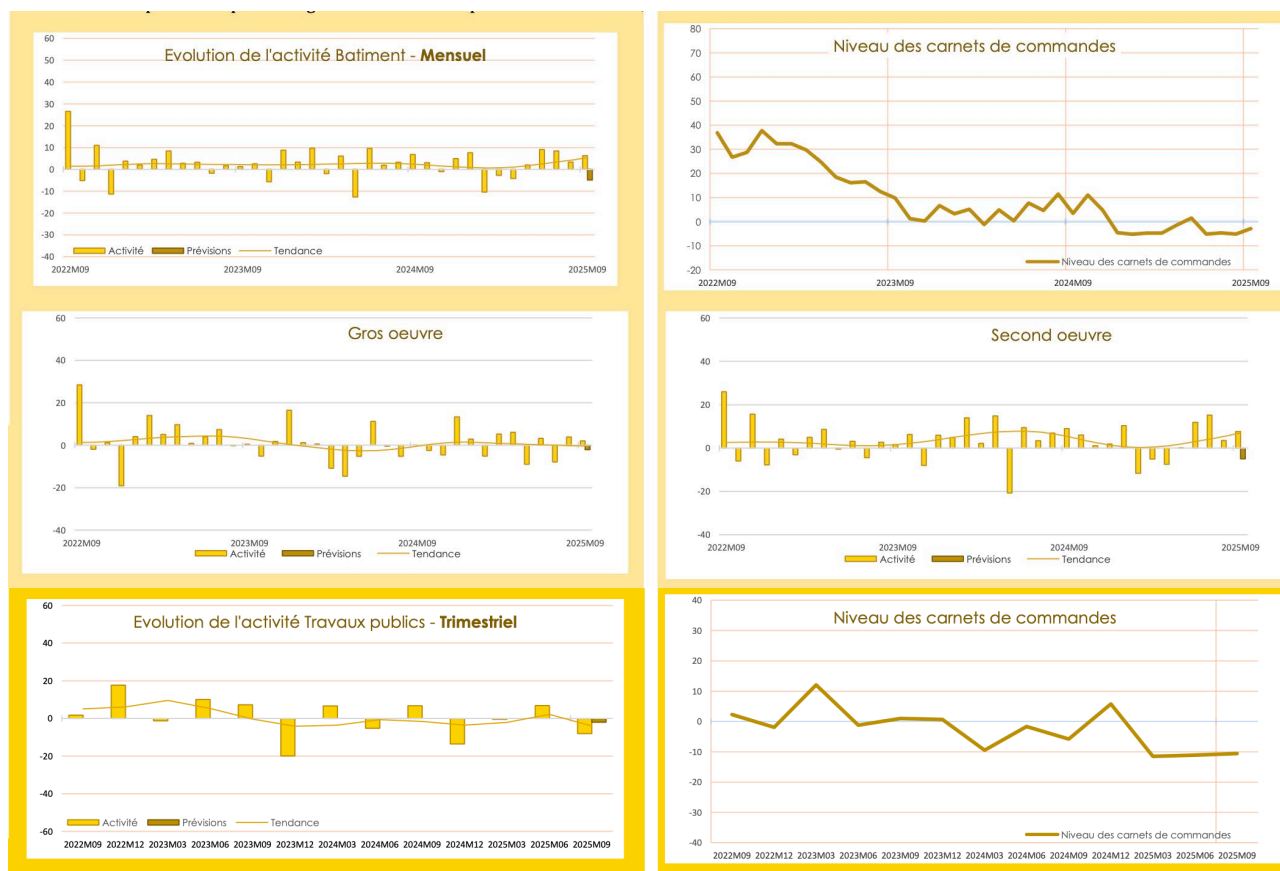 Evolution de l'activité Batiment - Mensuel
60
50
40
30
20
10
0
-10
-20
-30
-40
Activité Prévisions Tendance
2022M09 2023M09 2024M09 2025M09
Niveau des carnets de commandes
80
70
60
50
40
30
20
10
0
-10
-20
Niveau des carnets de commandes
2022M09 2023M09 2024M09 2025M09
Gros oeuvre
60
40
20
0
-20
-40
2022M09 2023M09 2024M09 2025M09
Activité Prévisions Tendance
Second oeuvre
60
40
20
0
-20
-40
2022M09 2023M09 2024M09 2025M09
Activité Prévisions Tendance
Evolution de l'activité Travaux publics - Trimestriel
60
40
20
0
-20
-40
-60
Activité Prévisions Tendance
2022M09 2022M12 2023M03 2023M06 2023M09 2023M12 2024M03 2024M06 2024M09 2024M12 2025M03 2025M06 2025M09
Niveau des carnets de commandes
40
30
20
10
0
-10
-20
-30
-40
Niveau des carnets de commandes
2022M09 2022M12 2023M03 2023M06 2023M09 2023M12 2024M03 2024M06 2024M09 2024M12 2025M03 2025M06 2025M09